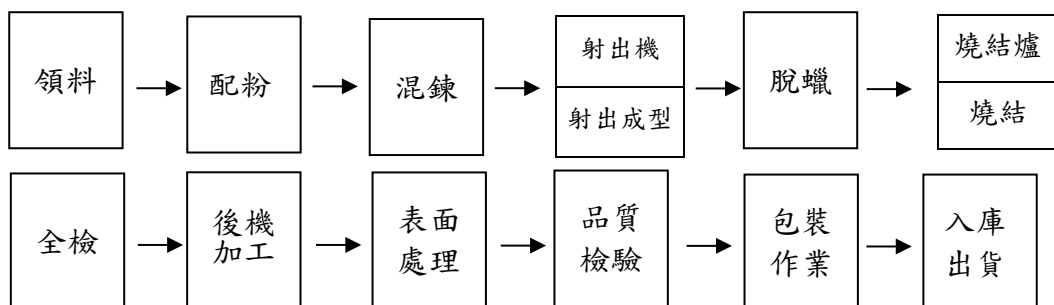 領料
配粉
混鍊
射出機
射出成型
脫蠟
燒結爐
燒結
全檢
後機
加工
表面
處理
品質
檢驗
包裝
作業
入庫
出貨